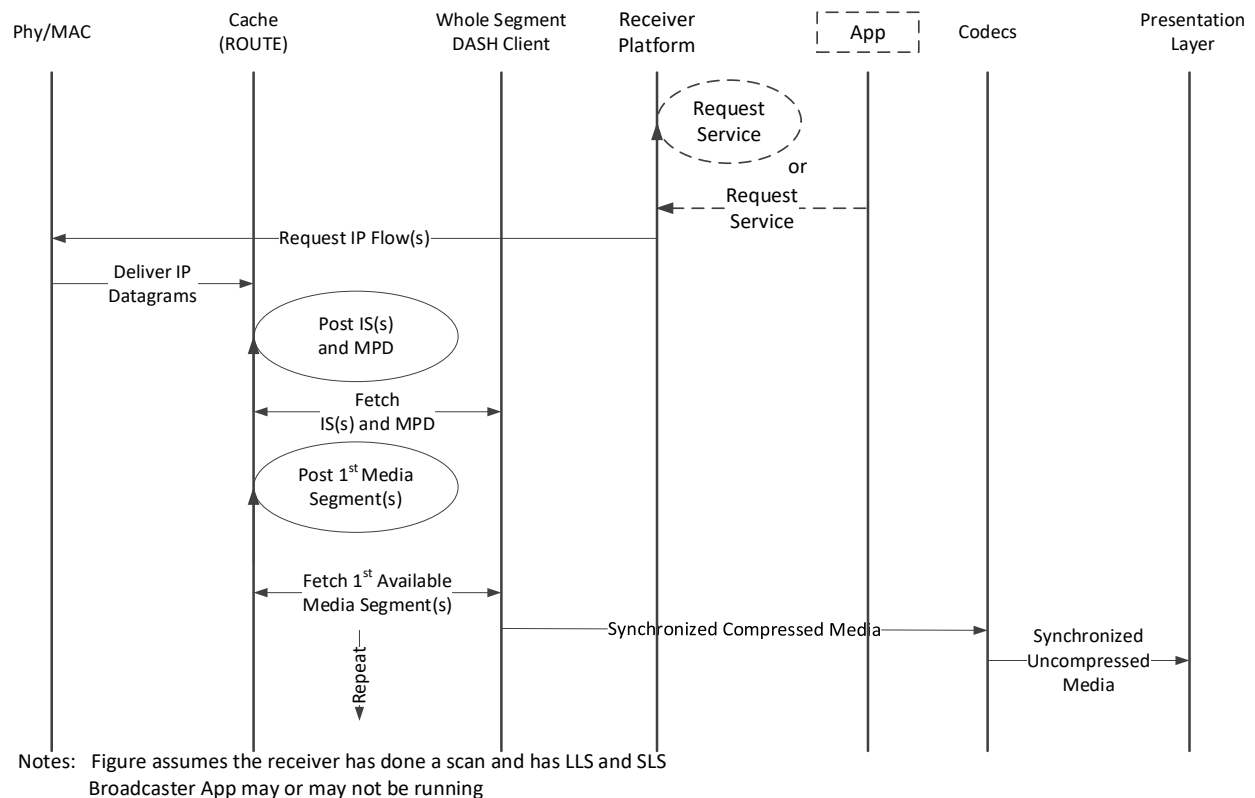 Phy/MAC
Cache
(ROUTE)
Whole Segment
DASH Client
Receiver
Platform
App
Codecs
Presentation
Layer
Request
Service
or
Request
Service
Request IP Flow(s)
Deliver IP
Datagrams
Post IS(s)
and MPD
Fetch
IS(s) and MPD
Post 1st Media
Segment(s)
Fetch 1st Available
Media Segment(s)
Synchronized Compressed Media
Synchronized
Uncompressed
Media
Repeat
Notes: Figure assumes the receiver has done a scan and has LLS and SLS
Broadcaster App may or may not be running